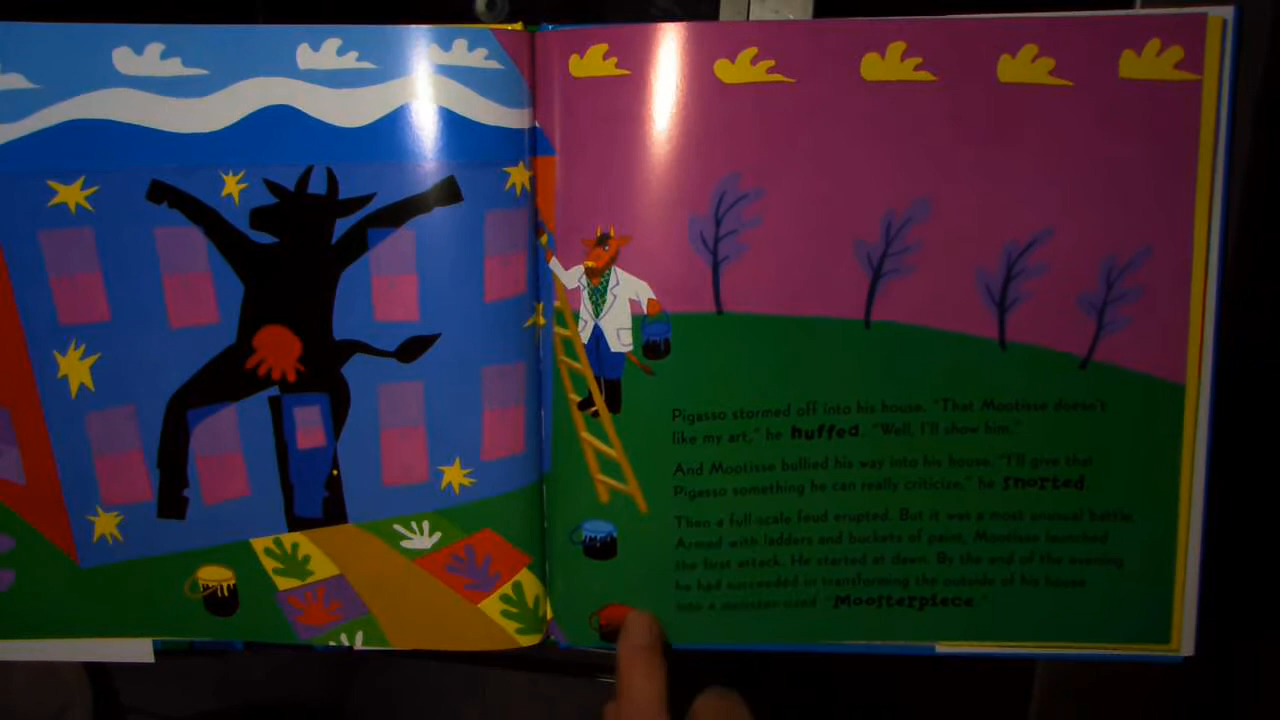 Pigasso stormed off into his house. "That Mootisse doesn't
like my art," he huffed. "Well, I'll show him."
And Mootisse bullied his way into his house. "I'll give that
Pigasso something he can really criticize," he snorted.
Then a full-scale feud erupted. But it was a most unusual battle.
Armed with ladders and buckets of paint, Mootisse launched
the first attack. He started at dawn. By the end of the evening
he had succeeded in transforming the outside of his house
into a monster-sized "Moosterpiece."